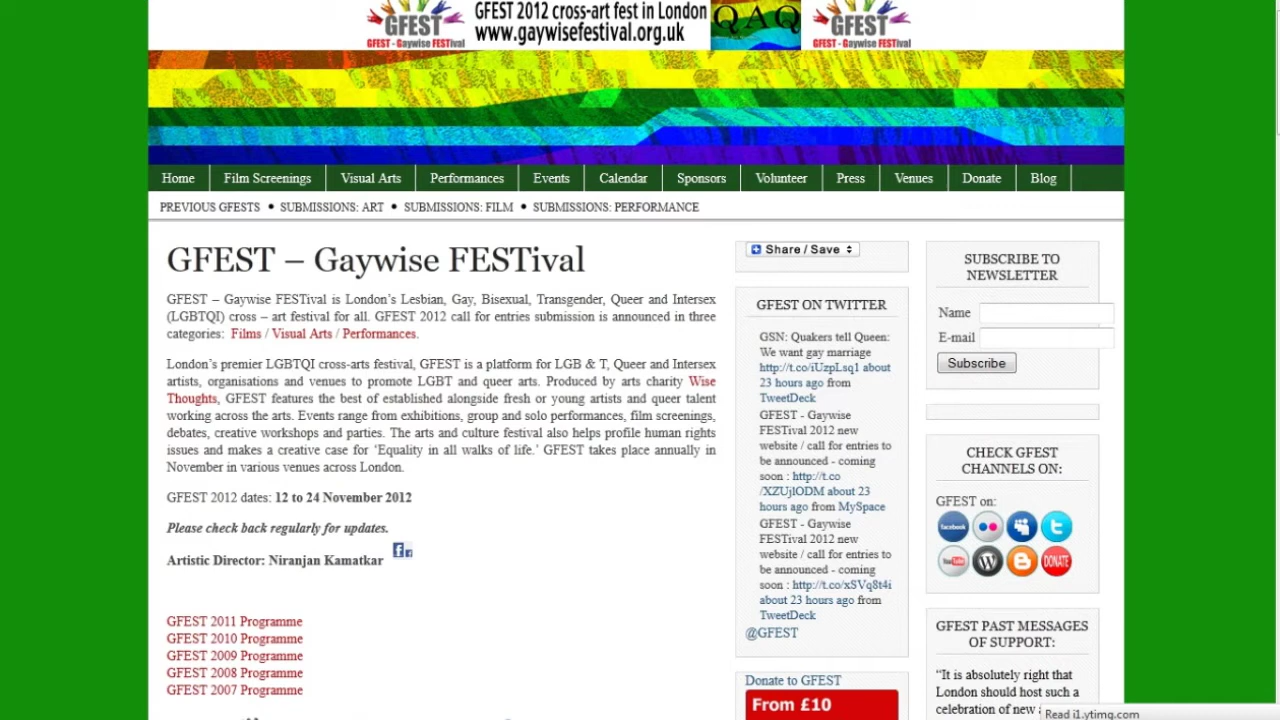 GFEST
GFEST - Gaywise FESTival
GFEST 2012 cross-art fest in London
www.gaywisefestival.org.uk
QAQ
GFEST
GFEST - Gaywise FESTival
Home Film Screenings Visual Arts Performances Events Calendar Sponsors Volunteer Press Venues Donate Blog
PREVIOUS GFESTS • SUBMISSIONS: ART • SUBMISSIONS: FILM • SUBMISSIONS: PERFORMANCE
GFEST – Gaywise FESTival
GFEST – Gaywise FESTival is London's Lesbian, Gay, Bisexual, Transgender, Queer and Intersex
(LGBTQI) cross – art festival for all. GFEST 2012 call for entries submission is announced in three
categories: Films / Visual Arts / Performances.
London's premier LGBTQI cross-arts festival, GFEST is a platform for LGB & T, Queer and Intersex
artists, organisations and venues to promote LGBT and queer arts. Produced by arts charity Wise
Thoughts, GFEST features the best of established alongside fresh or young artists and queer talent
working across the arts. Events range from exhibitions, group and solo performances, film screenings,
debates, creative workshops and parties. The arts and culture festival also helps profile human rights
issues and makes a creative case for 'Equality in all walks of life.' GFEST takes place annually in
November in various venues across London.
GFEST 2012 dates: 12 to 24 November 2012
Please check back regularly for updates.
Artistic Director: Niranjan Kamatkar
GFEST 2011 Programme
GFEST 2010 Programme
GFEST 2009 Programme
GFEST 2008 Programme
GFEST 2007 Programme
Share / Save
GFEST ON TWITTER
GSN: Quakers tell Queen:
We want gay marriage
http://t.co/iUzpLsq1 about
23 hours ago from
TweetDeck
GFEST - Gaywise
FESTival 2012 new
website / call for entries to
be announced - coming
soon : http://t.co
/XZUjlODM about 23
hours ago from MySpace
GFEST - Gaywise
FESTival 2012 new
website / call for entries to
be announced - coming
soon : http://t.co/xSVq8t4i
about 23 hours ago from
TweetDeck
@GFEST
Donate to GFEST
From £10
SUBSCRIBE TO
NEWSLETTER
Name
E-mail
Subscribe
CHECK GFEST
CHANNELS ON:
GFEST on:
facebook
YouTube
DONATE
GFEST PAST MESSAGES
OF SUPPORT:
“It is absolutely right that
London should host such a
celebration of new
Read i1.ytimg.com